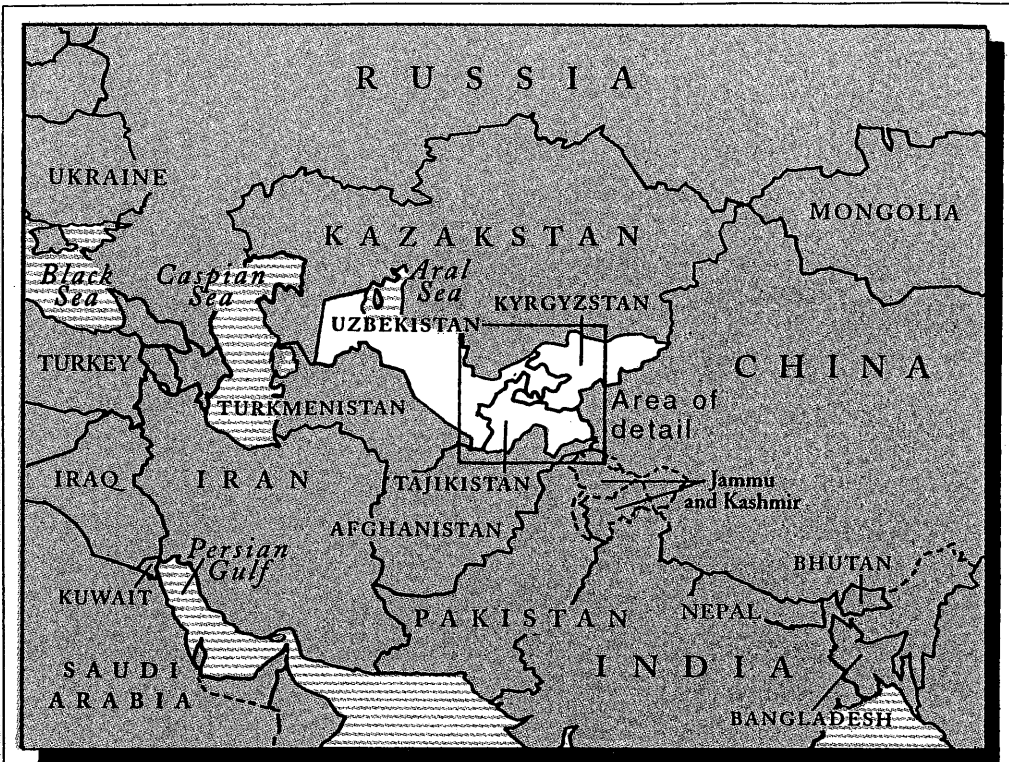 RUSSIA
UKRAINE
MONGOLIA
KAZAKSTAN
Black
Sea
Caspian
Sea
Aral
Sea
KYRGYZSTAN
UZBEKISTAN
TURKEY
CHINA
TURKMENISTAN
Area of
detail
IRAQ
IRAN
TAJIKISTAN
Jammu
and Kashmir
AFGHANISTAN
Persian
Gulf
BHUTAN
KUWAIT
PAKISTAN
NEPAL
SAUDI
ARABIA
INDIA
BANGLADESH